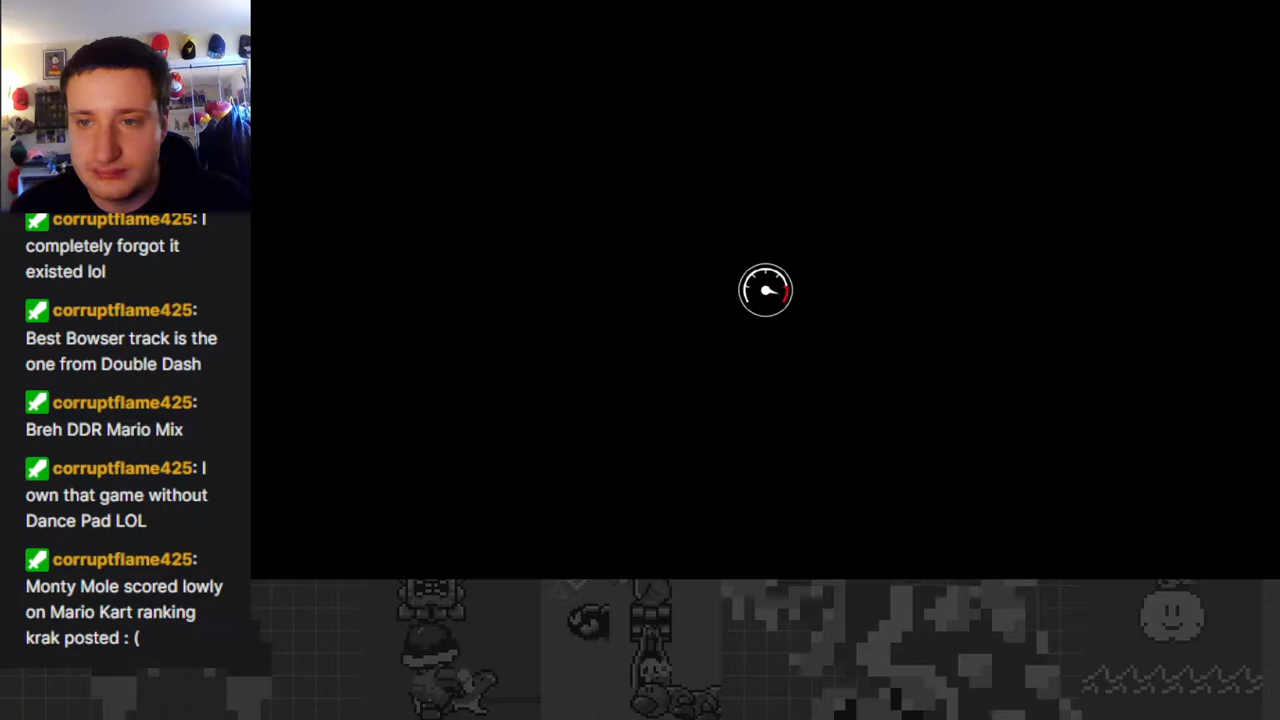 corruptflame425: I
completely forgot it
existed lol
corruptflame425:
Best Bowser track is the
one from Double Dash
corruptflame425:
Breh DDR Mario Mix
corruptflame425: I
own that game without
Dance Pad LOL
corruptflame425:
Monty Mole scored lowly
on Mario Kart ranking
krak posted : (